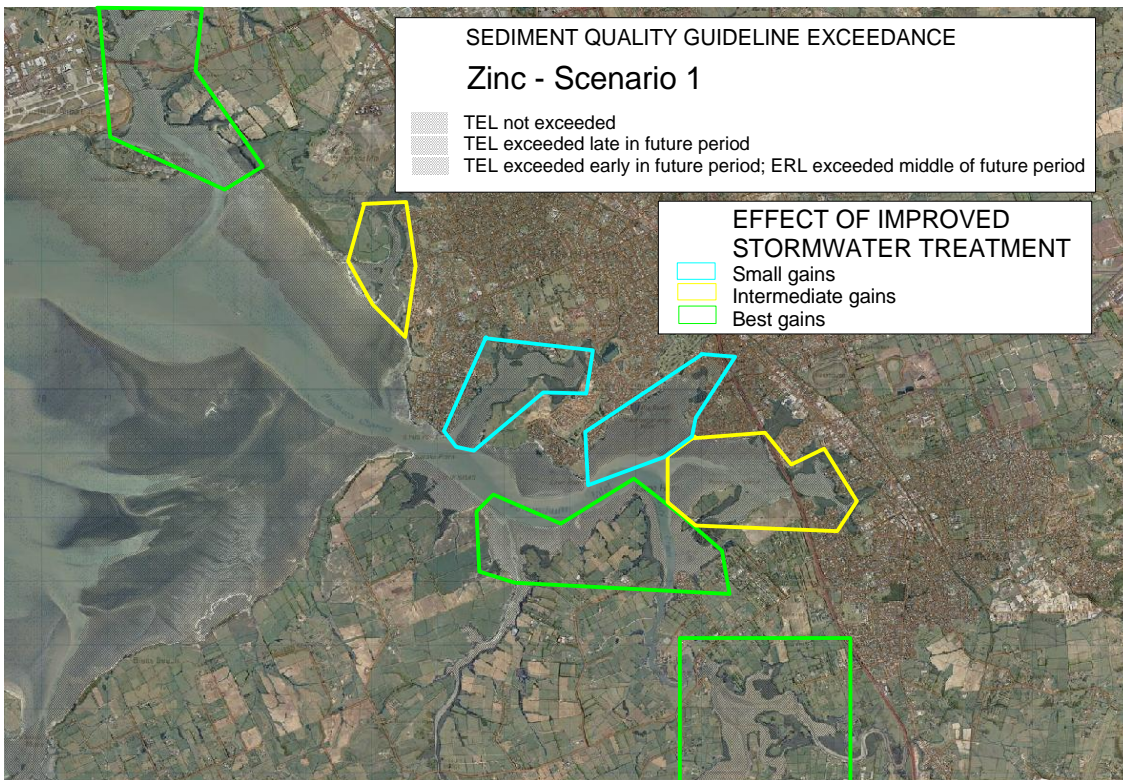 SEDIMENT QUALITY GUIDELINE EXCEEDANCE
Zinc - Scenario 1
TEL not exceeded
TEL exceeded late in future period
TEL exceeded early in future period; ERL exceeded middle of future period
EFFECT OF IMPROVED
STORMWATER TREATMENT
Small gains
Intermediate gains
Best gains